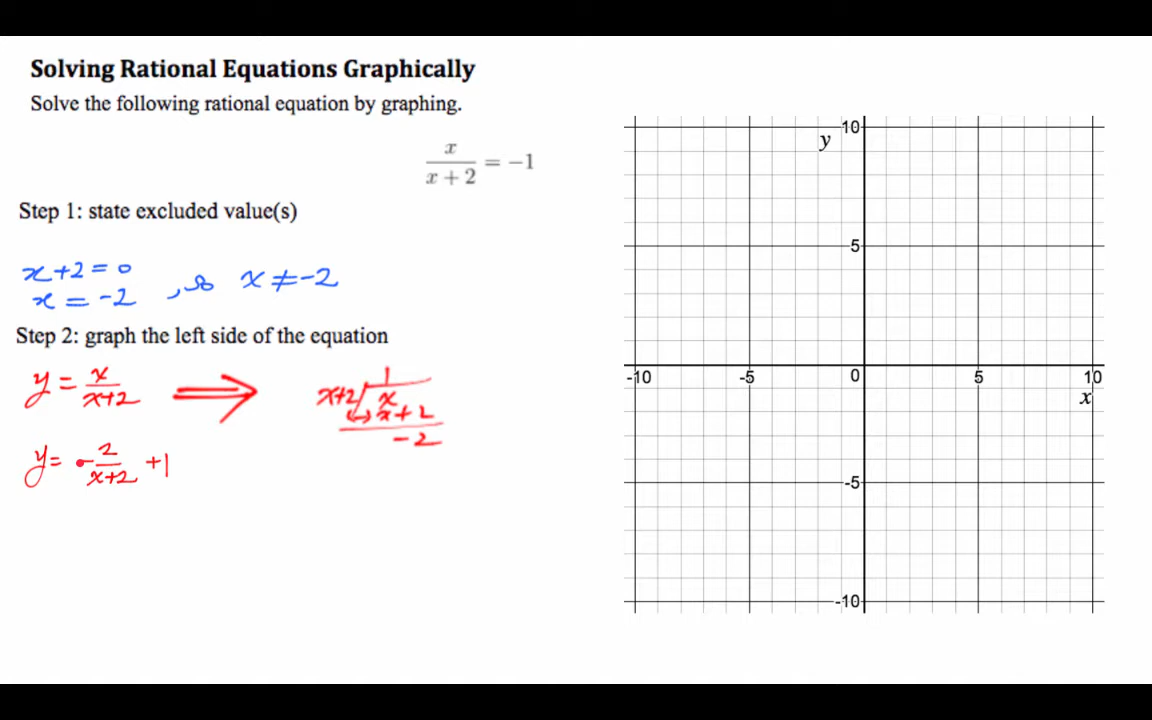 Solving Rational Equations Graphically
Solve the following rational equation by graphing.
x/(x + 2) = −1
Step 1: state excluded value(s)
x+2=0
x = -2 , so x ≠ -2
Step 2: graph the left side of the equation
y = x/(x+2) ⟹
1
x+2 x
(-) x+2
-2
y = -2/(x+2) +1
10
y
5
-10 -5 0 5 10
x
-5
-10